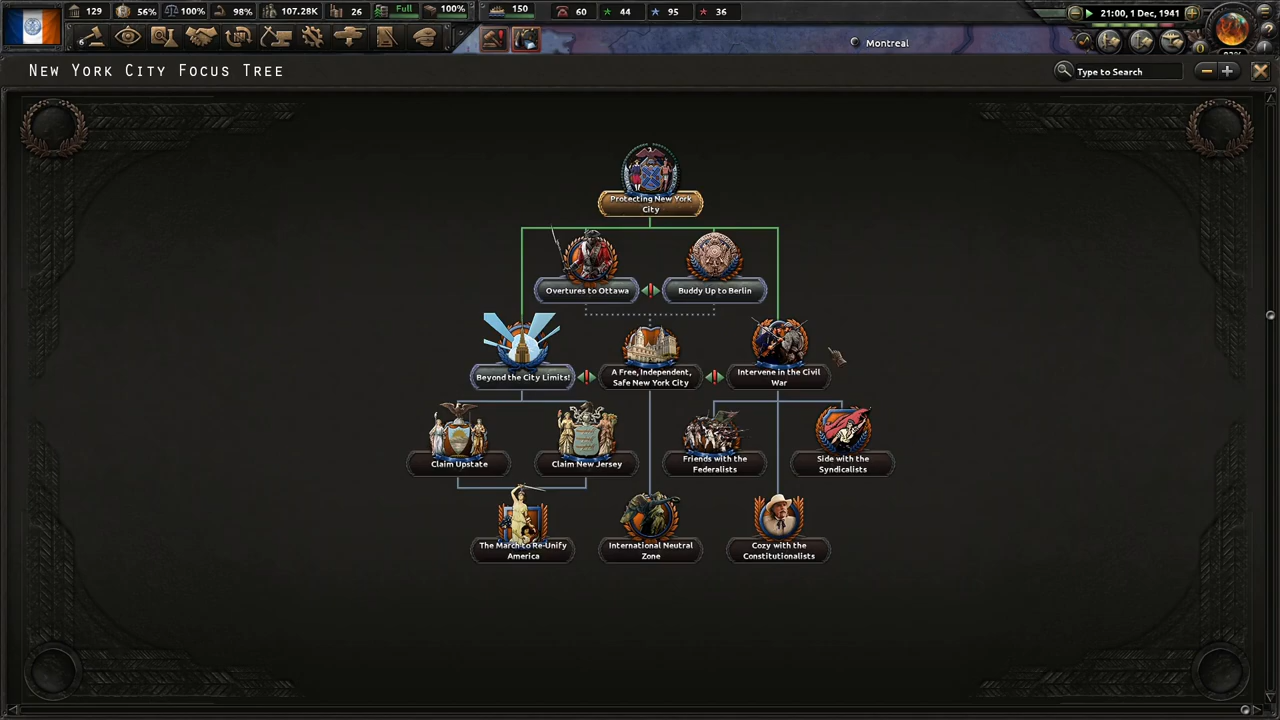 129 56% 100% 98% 107.28K 26 Full 100% 150 60 44 95 36 21:00, 1 Dec, 1941
6
0
Montreal
New York City Focus Tree
Type to Search
Protecting New York
City
Overtures to Ottawa
Buddy Up to Berlin
Beyond the City Limits!
A Free, Independent,
Safe New York City
Intervene in the Civil
War
Claim Upstate
Claim New Jersey
Friends with the
Federalists
Side with the
Syndicalists
The March to Re-Unify
America
International Neutral
Zone
Cozy with the
Constitutionalists